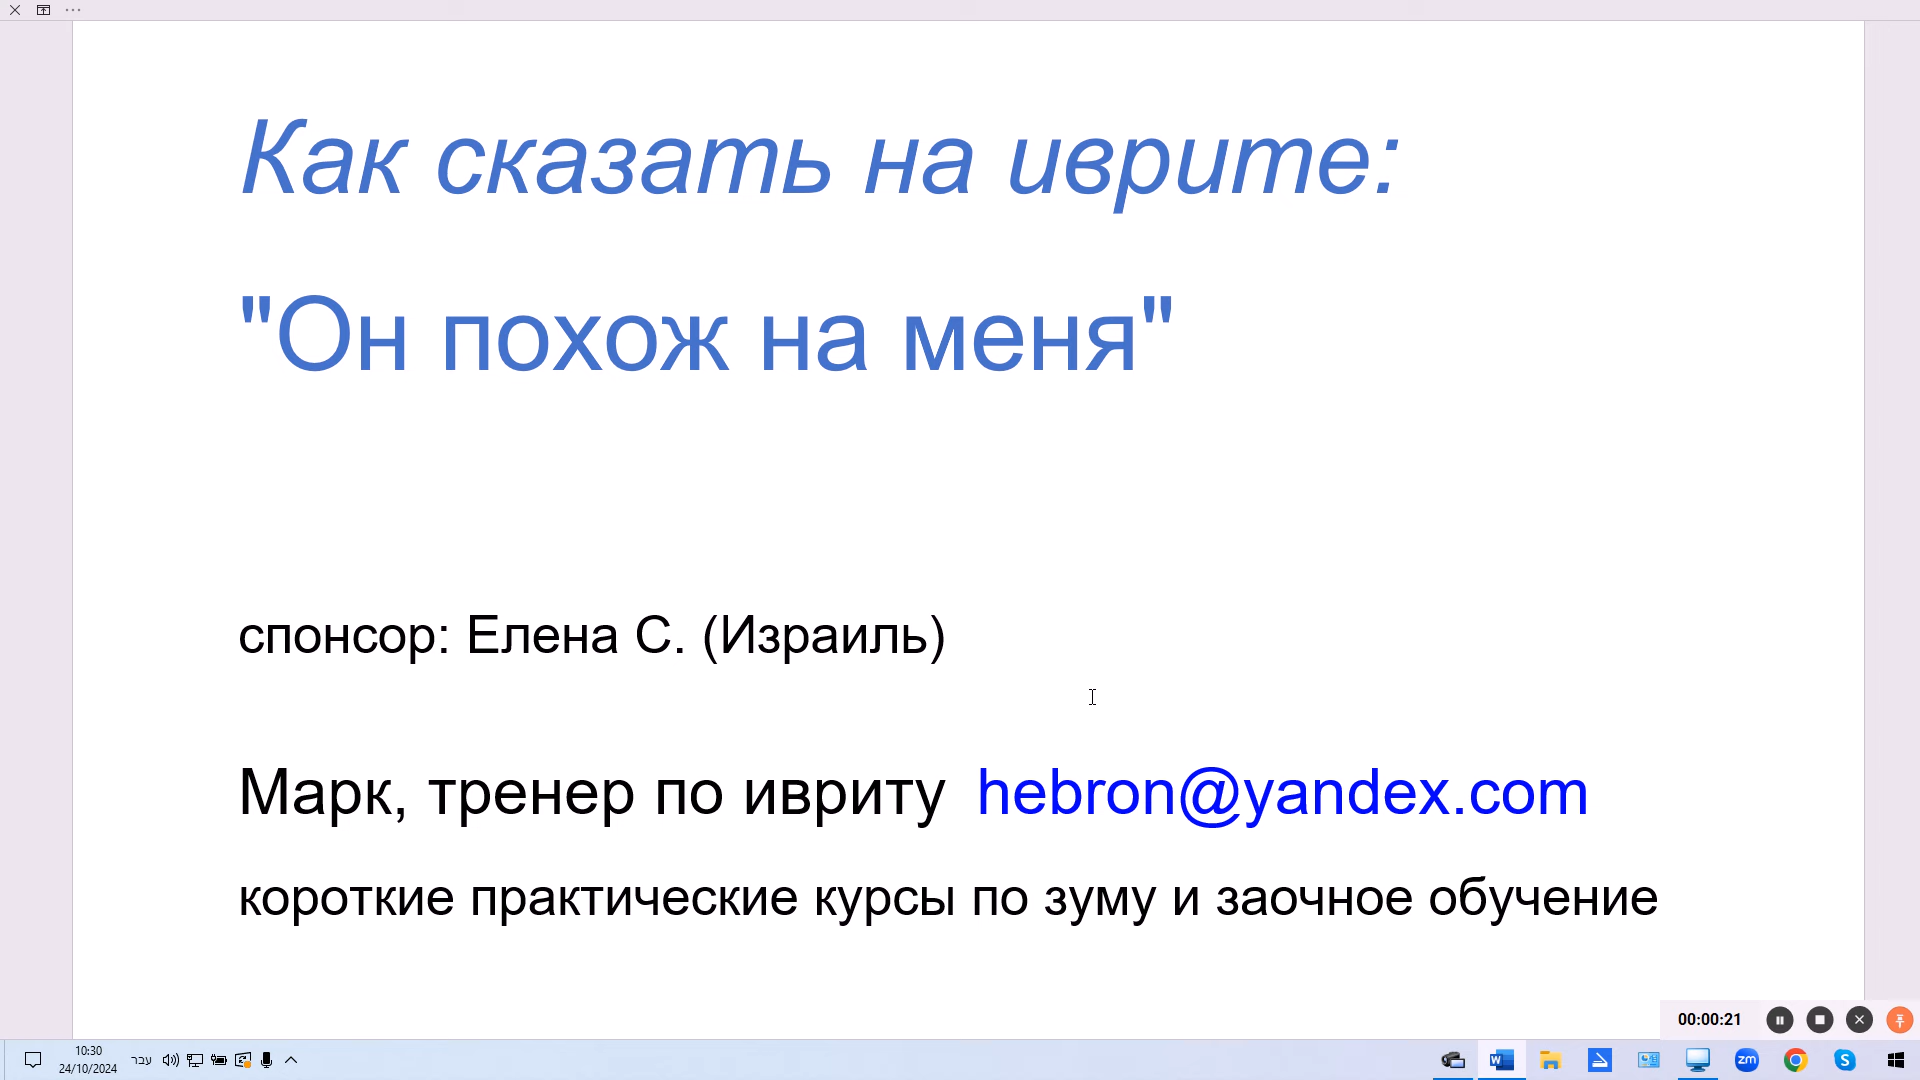 Как сказать на иврите:
"Он похож на меня"
спонсор: Елена С. (Израиль)
Марк, тренер по ивриту hebron@yandex.com
короткие практические курсы по зуму и заочное обучение
00:00:21
10:30
24/10/2024
עבר
W
zm
S